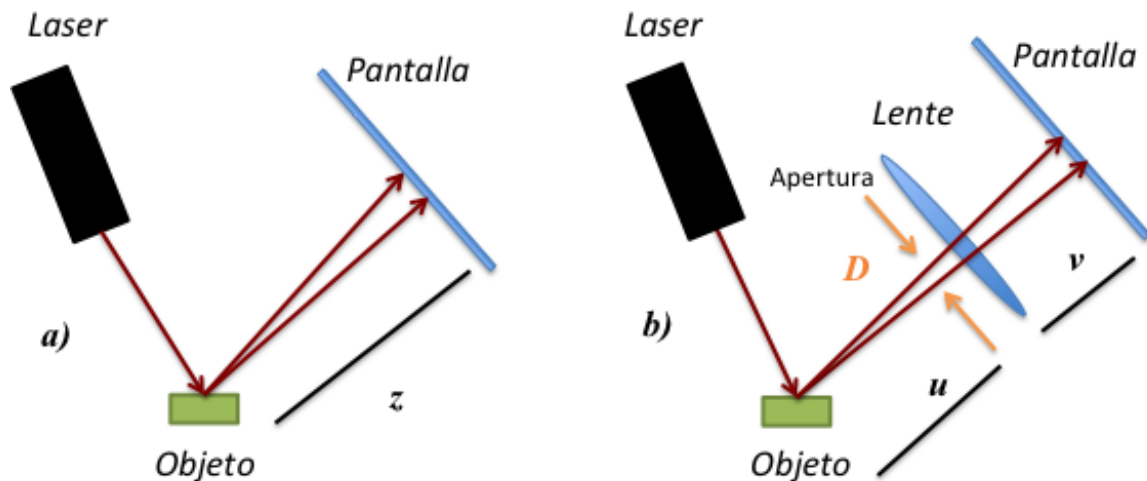 Laser
Pantalla
a)
z
Objeto
Laser
Pantalla
Lente
Apertura
D
v
b)
u
Objeto